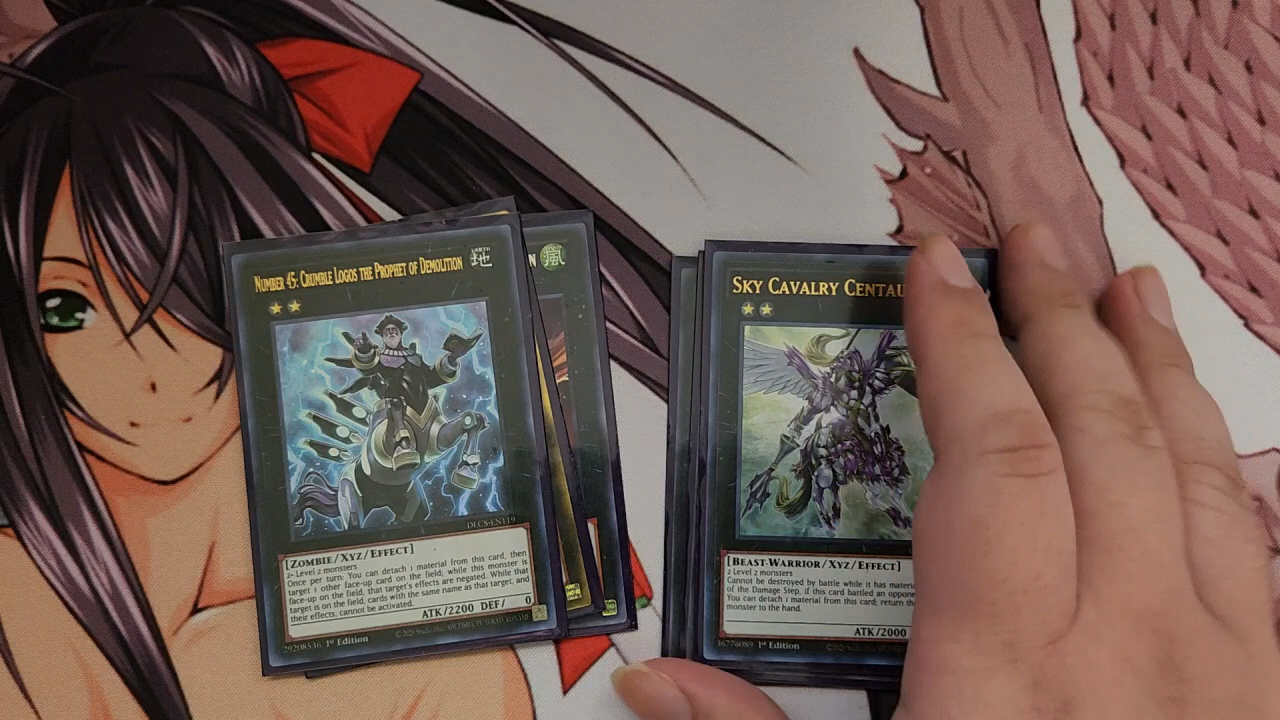 NUMBER 45: CRUMBLE LOGOS THE PROPHET OF DEMOLITION
EARTH
地
DLCS-EN119
[ZOMBIE/XYZ/EFFECT]
2+ Level 2 monsters
Once per turn: You can detach 1 material from this card, then
target 1 other face-up card on the field; while this monster is
face-up on the field, that target's effects are negated. While that
target is on the field, cards with the same name as that target, and
their effects, cannot be activated.
ATK/2200 DEF/ 0
29208536 1st Edition
N
風
SKY CAVALRY CENTAU
[BEAST-WARRIOR/XYZ/EFFECT]
2 Level 2 monsters
Cannot be destroyed by battle while it has materia
of the Damage Step, if this card battled an oppone
You can detach 1 material from this card; return th
monster to the hand.
ATK/2000
36776089 1st Edition